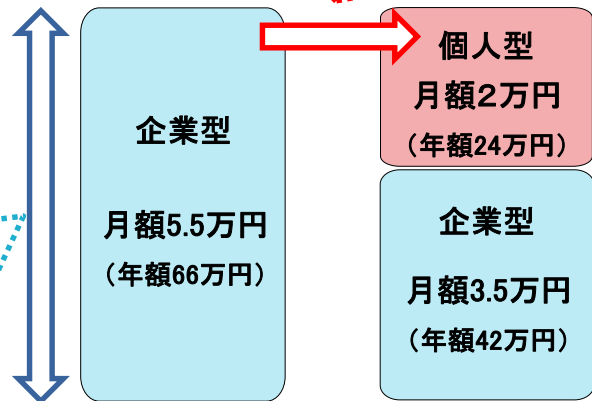 企業型
月額5.5万円
（年額66万円）
個人型
月額２万円
（年額24万円）
企業型
月額3.5万円
（年額42万円）